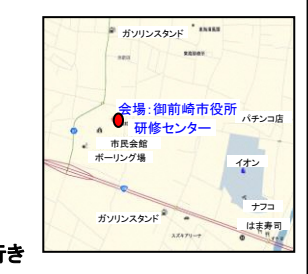 ガソリンスタンド
会場：御前崎市役所
研修センター
パチンコ店
市民会館
ボーリング場
イオン
ナフコ
ガソリンスタンド
はま寿司
行き